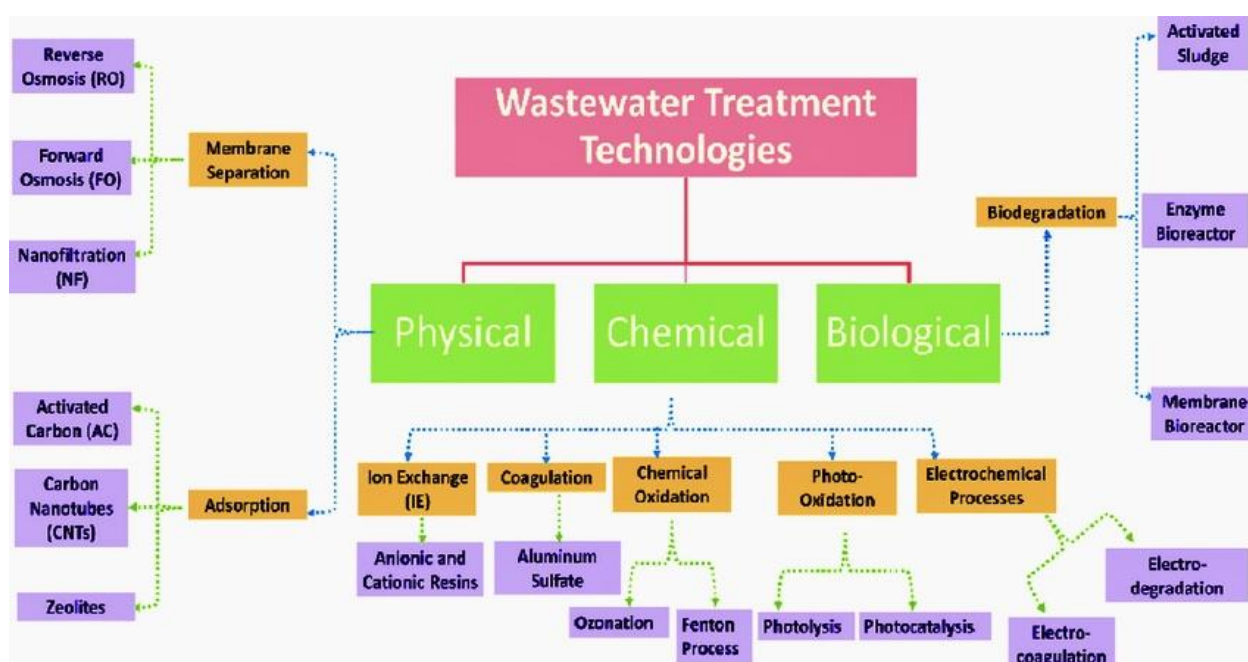 Wastewater Treatment
Technologies
Physical
Chemical
Biological
Membrane
Separation
Reverse
Osmosis (RO)
Forward
Osmosis (FO)
Nanofiltration
(NF)
Adsorption
Activated
Carbon (AC)
Carbon
Nanotubes
(CNTs)
Zeolites
Ion Exchange
(IE)
Anionic and
Cationic Resins
Coagulation
Aluminum
Sulfate
Chemical
Oxidation
Ozonation
Fenton
Process
Photo-
Oxidation
Photolysis
Photocatalysis
Electrochemical
Processes
Electro-
coagulation
Electro-
degradation
Biodegradation
Activated
Sludge
Enzyme
Bioreactor
Membrane
Bioreactor